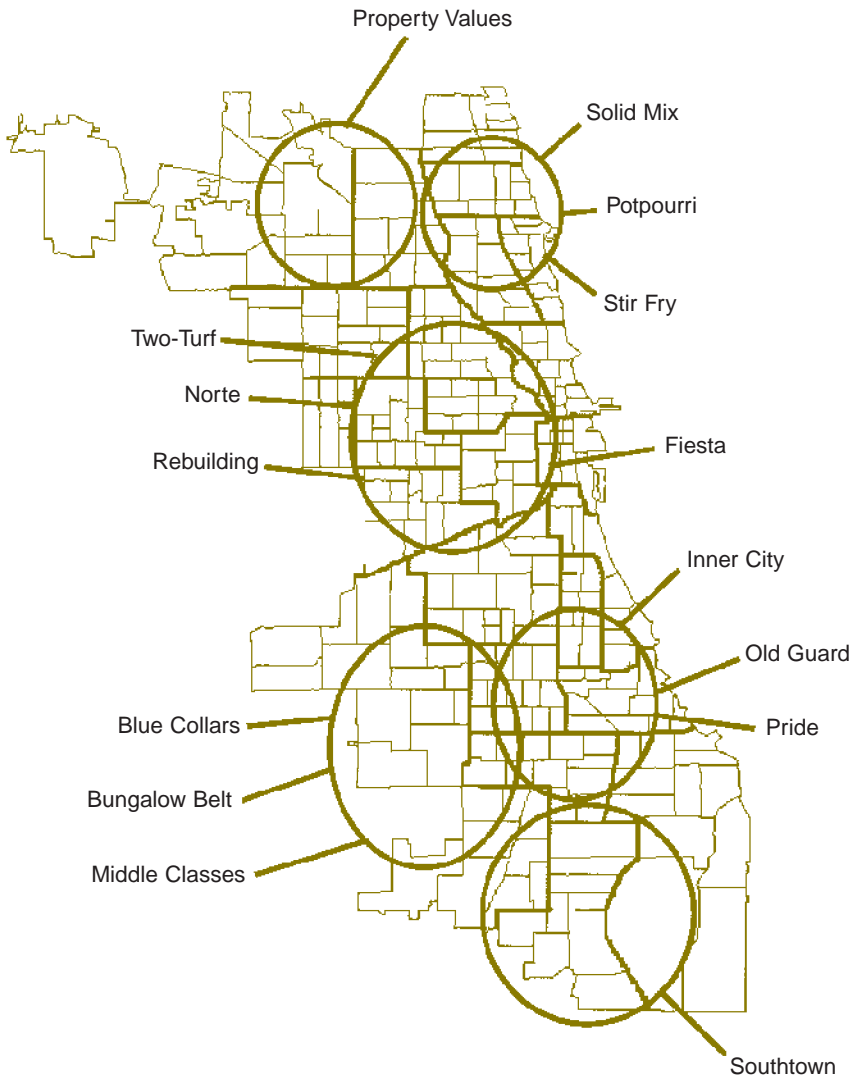 Property Values
Solid Mix
Potpourri
Stir Fry
Two-Turf
Norte
Rebuilding
Fiesta
Inner City
Old Guard
Pride
Blue Collars
Bungalow Belt
Middle Classes
Southtown